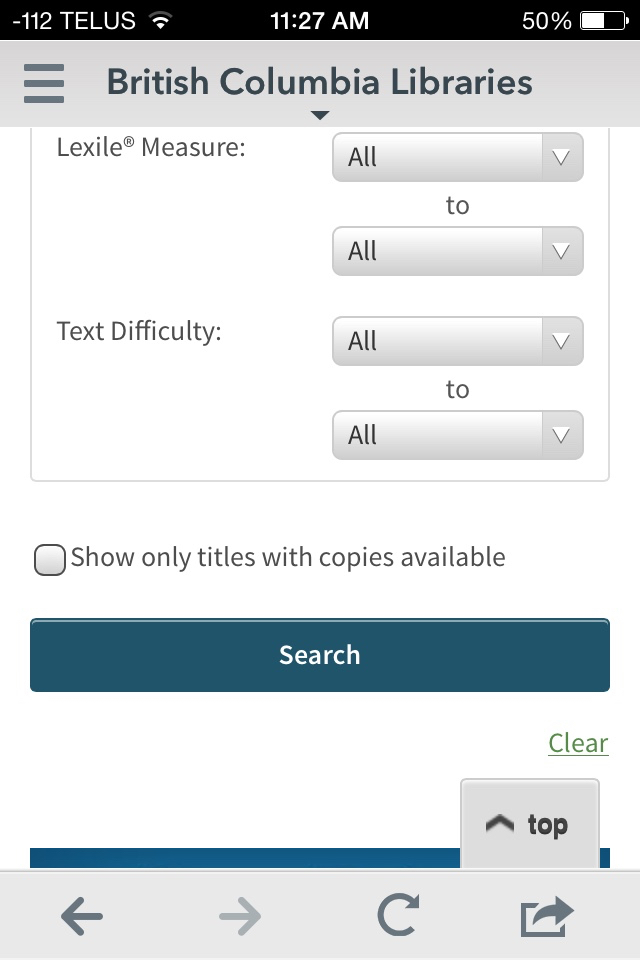 -112 TELUS 11:27 AM 50%
British Columbia Libraries
Lexile® Measure: All
to
All
Text Difficulty: All
to
All
Show only titles with copies available
Search
Clear
top